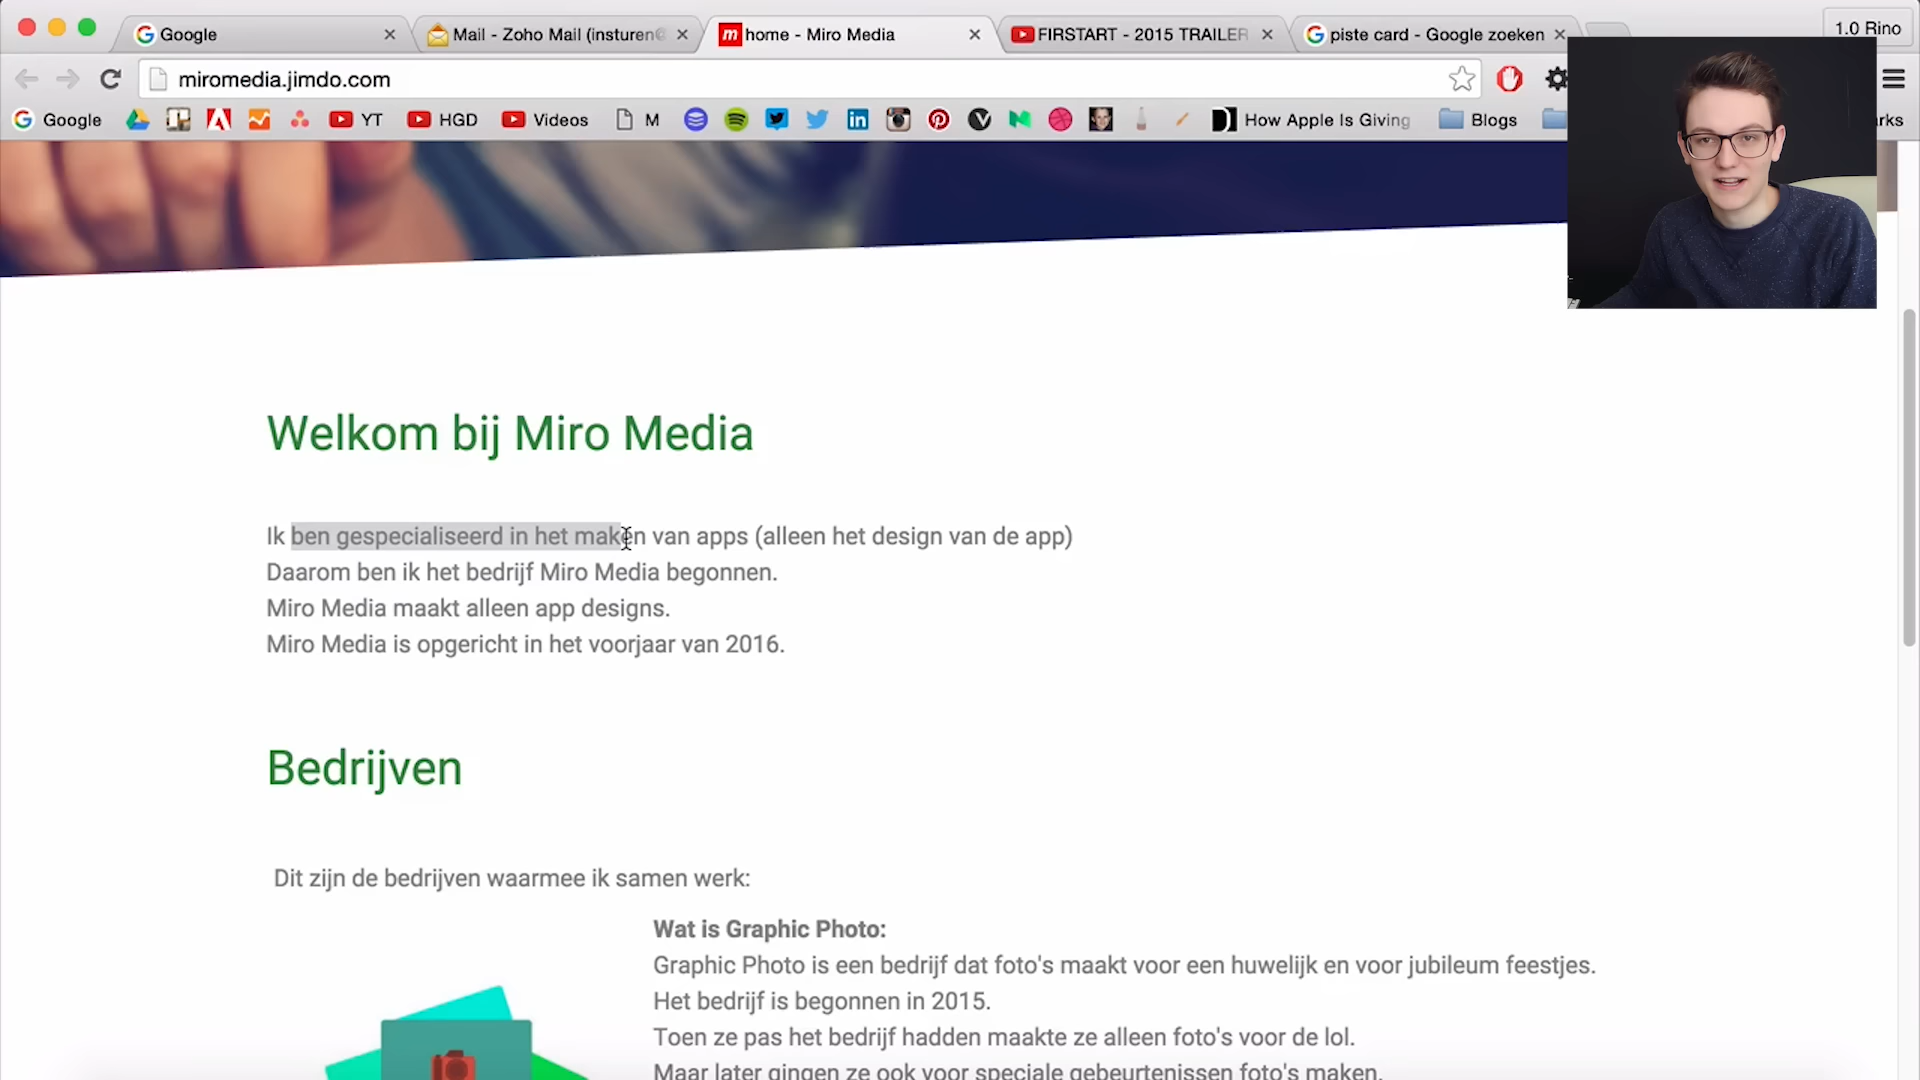 Google
Mail - Zoho Mail (insturen@
home - Miro Media
FIRSTART - 2015 TRAILER
piste card - Google zoeken
1.0 Rino
miromedia.jimdo.com
Google
YT
HGD
Videos
M
How Apple Is Giving
Blogs
arks
Welkom bij Miro Media
Ik ben gespecialiseerd in het maken van apps (alleen het design van de app)
Daarom ben ik het bedrijf Miro Media begonnen.
Miro Media maakt alleen app designs.
Miro Media is opgericht in het voorjaar van 2016.
Bedrijven
Dit zijn de bedrijven waarmee ik samen werk:
Wat is Graphic Photo:
Graphic Photo is een bedrijf dat foto's maakt voor een huwelijk en voor jubileum feestjes.
Het bedrijf is begonnen in 2015.
Toen ze pas het bedrijf hadden maakte ze alleen foto's voor de lol.
Maar later gingen ze ook voor speciale gebeurtenissen foto's maken.